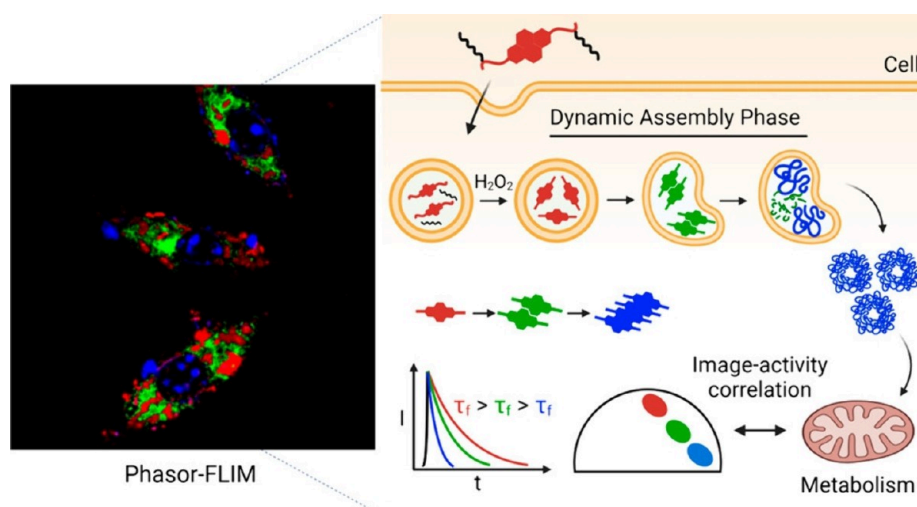 Cell
Dynamic Assembly Phase
H₂O₂
Image-activity
correlation
I
τf > τf > τf
t
Phasor-FLIM
Metabolism